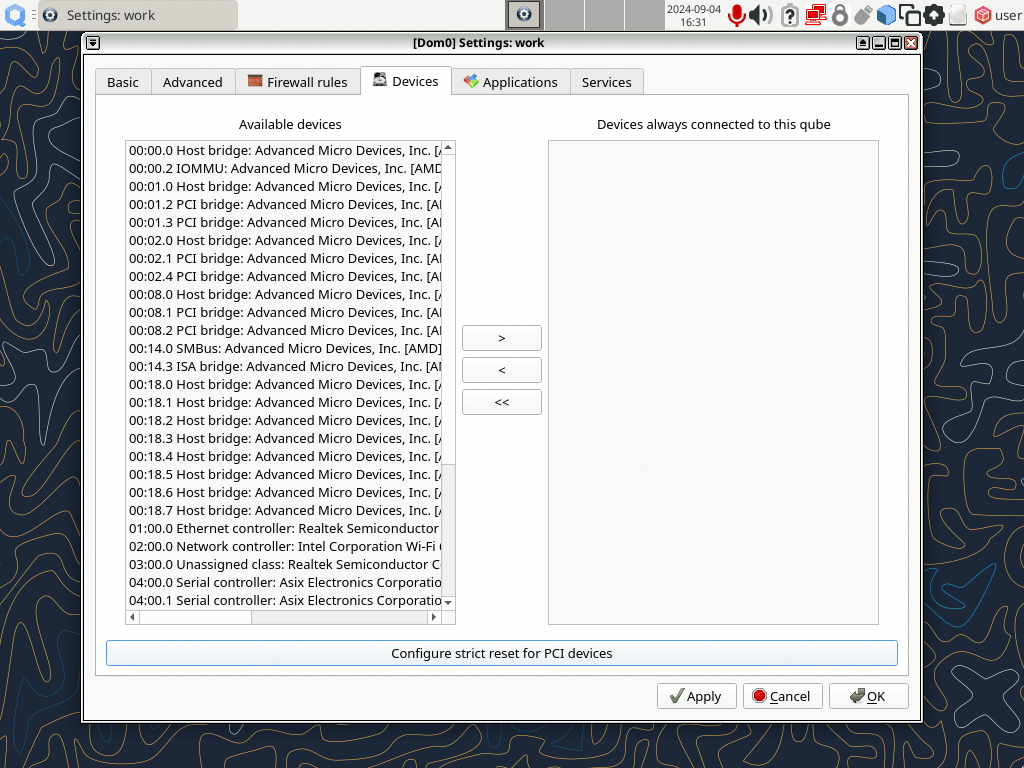 Settings: work
2024-09-04
16:31
user
[Dom0] Settings: work
Basic
Advanced
Firewall rules
Devices
Applications
Services
Available devices
Devices always connected to this qube
00:00.0 Host bridge: Advanced Micro Devices, Inc.
00:00.2 IOMMU: Advanced Micro Devices, Inc. [AMD
00:01.0 Host bridge: Advanced Micro Devices, Inc.
00:01.2 PCI bridge: Advanced Micro Devices, Inc.
00:01.3 PCI bridge: Advanced Micro Devices, Inc.
00:02.0 Host bridge: Advanced Micro Devices, Inc.
00:02.1 PCI bridge: Advanced Micro Devices, Inc.
00:02.4 PCI bridge: Advanced Micro Devices, Inc.
00:08.0 Host bridge: Advanced Micro Devices, Inc.
00:08.1 PCI bridge: Advanced Micro Devices, Inc.
00:08.2 PCI bridge: Advanced Micro Devices, Inc.
00:14.0 SMBus: Advanced Micro Devices, Inc. [AMD]
00:14.3 ISA bridge: Advanced Micro Devices, Inc.
00:18.0 Host bridge: Advanced Micro Devices, Inc.
00:18.1 Host bridge: Advanced Micro Devices, Inc.
00:18.2 Host bridge: Advanced Micro Devices, Inc.
00:18.3 Host bridge: Advanced Micro Devices, Inc.
00:18.4 Host bridge: Advanced Micro Devices, Inc.
00:18.5 Host bridge: Advanced Micro Devices, Inc.
00:18.6 Host bridge: Advanced Micro Devices, Inc.
00:18.7 Host bridge: Advanced Micro Devices, Inc.
01:00.0 Ethernet controller: Realtek Semiconductor
02:00.0 Network controller: Intel Corporation Wi-Fi
03:00.0 Unassigned class: Realtek Semiconductor C
04:00.0 Serial controller: Asix Electronics Corporatio
04:00.1 Serial controller: Asix Electronics Corporatio
>
<
<<
Configure strict reset for PCI devices
Apply
Cancel
OK